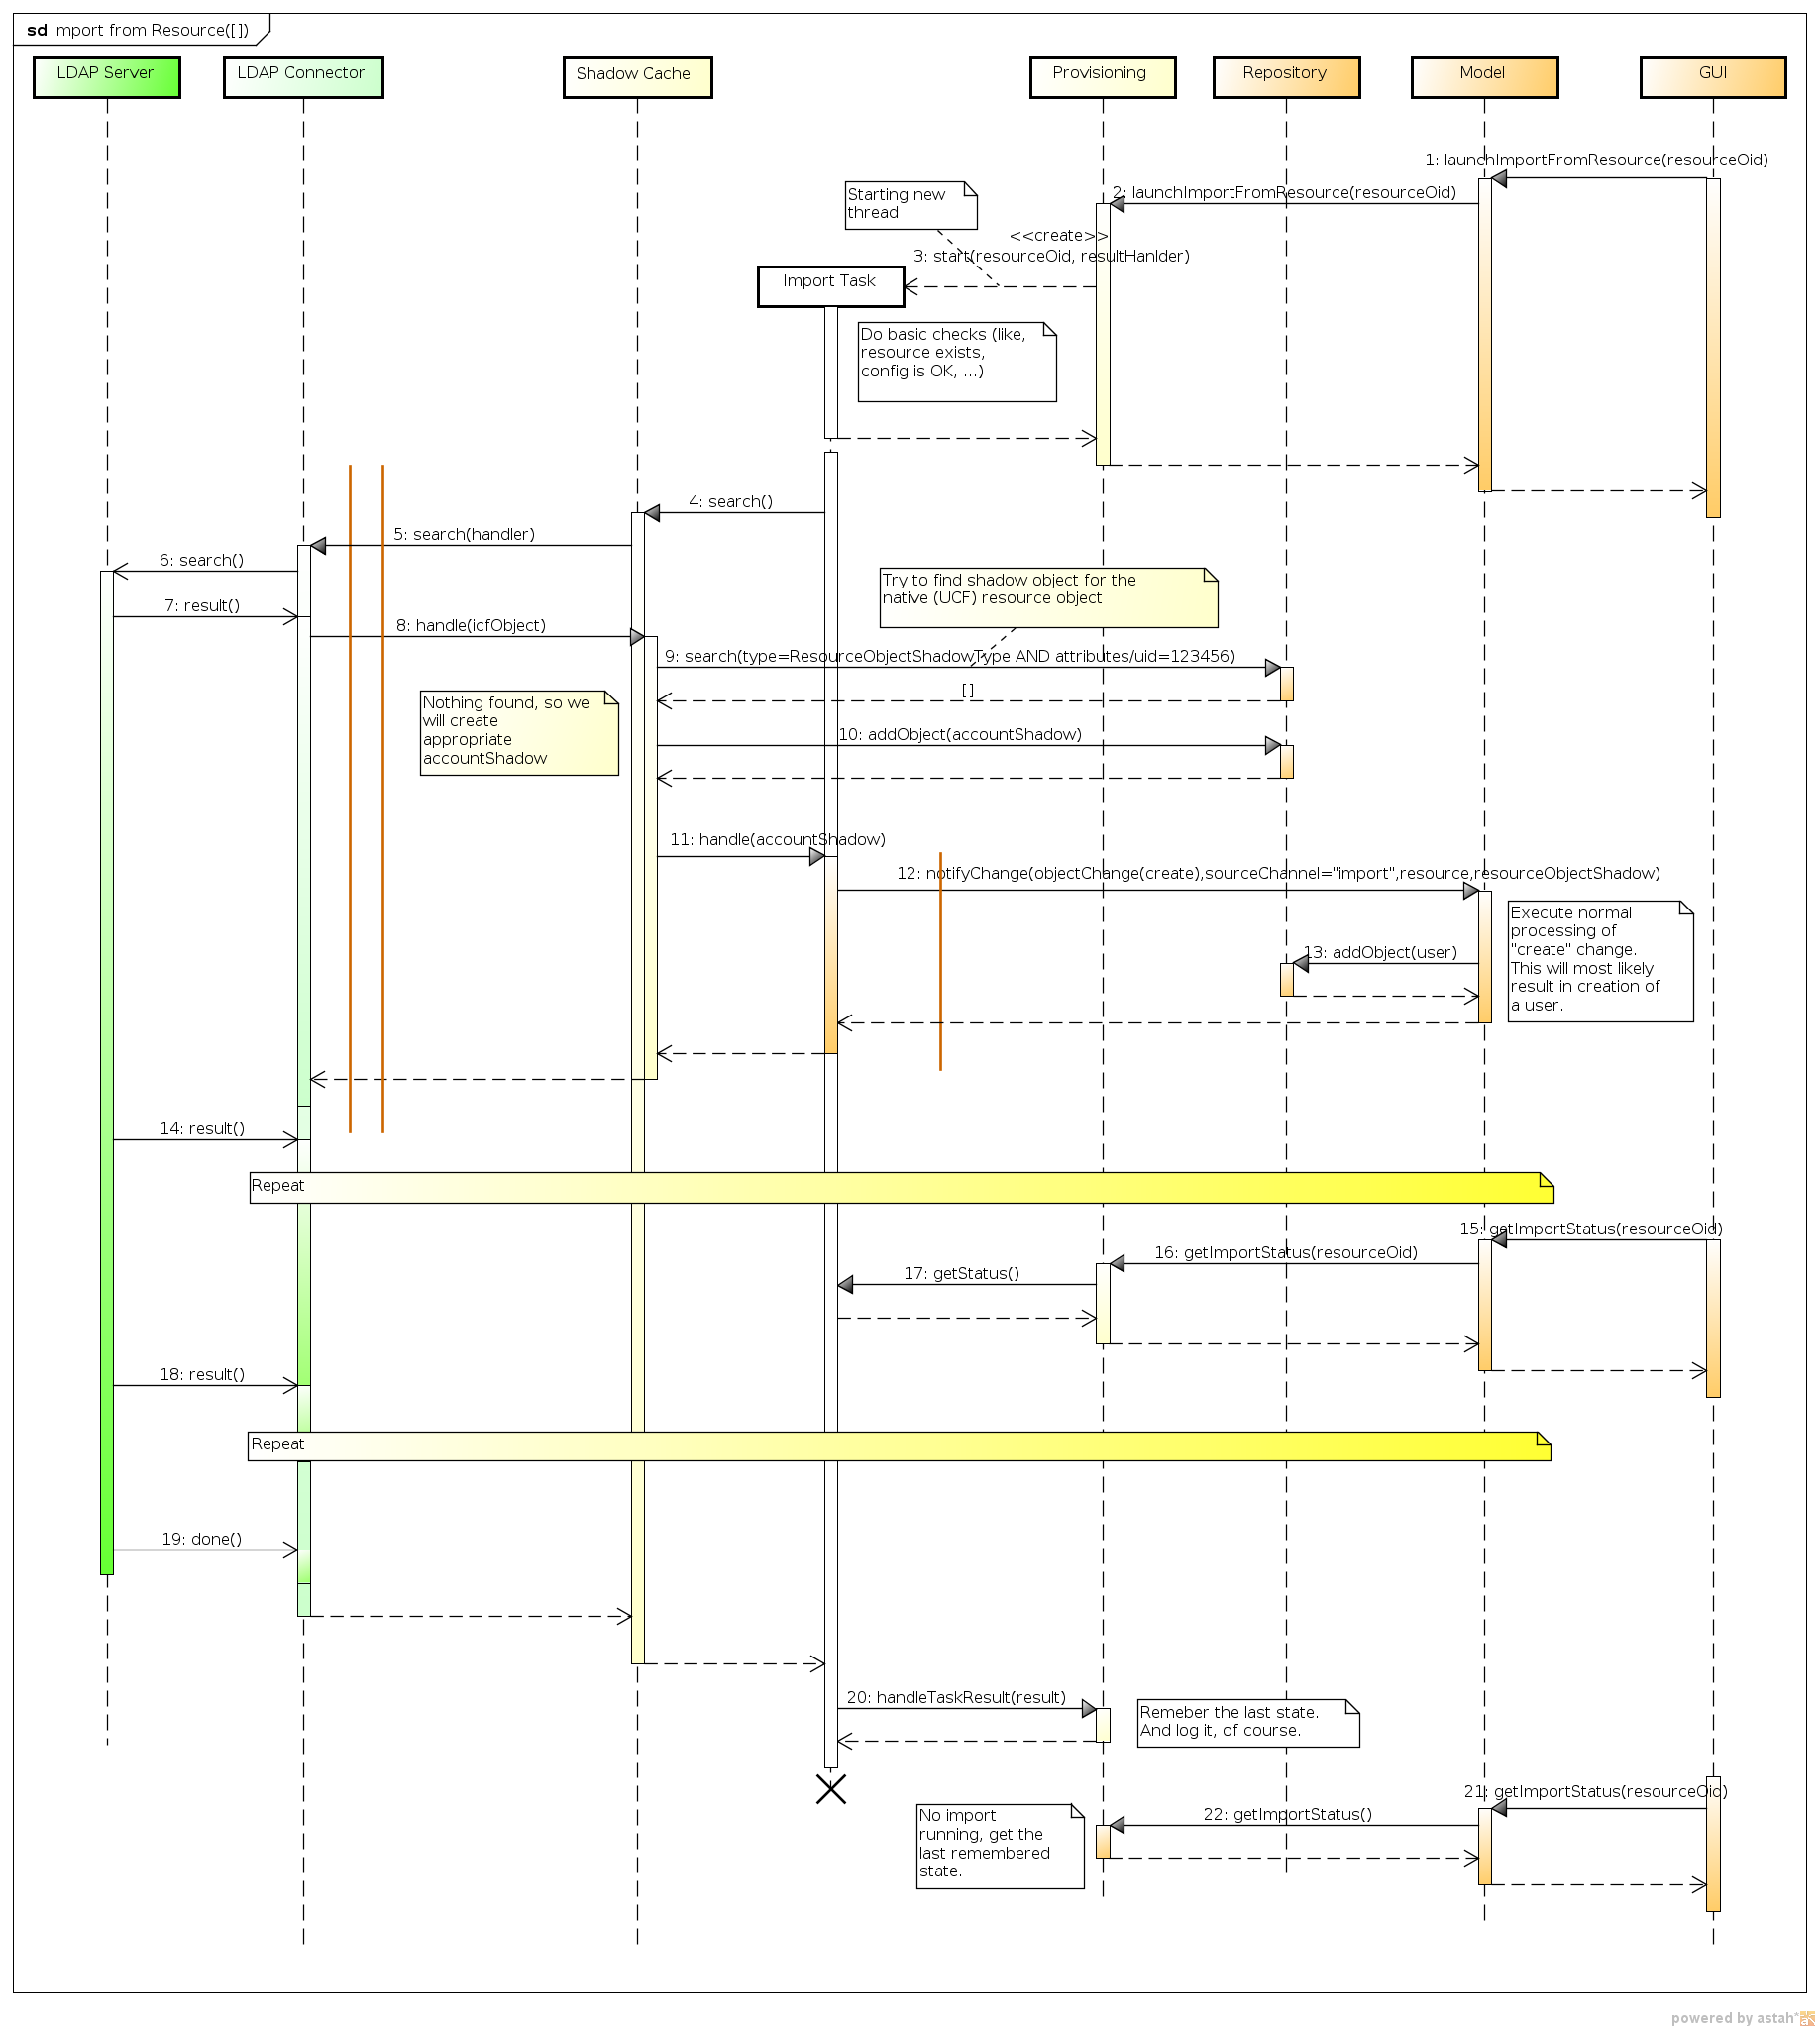 sd Import from Resource([])
LDAP Server
LDAP Connector
Shadow Cache
Provisioning
Repository
Model
GUI
1: launchImportFromResource(resourceOid)
2: launchImportFromResource(resourceOid)
Starting new
thread
<<create>>
3: start(resourceOid, resultHanlder)
Import Task
Do basic checks (like,
resource exists,
config is OK, ...)
4: search()
5: search(handler)
6: search()
7: result()
8: handle(icfObject)
Try to find shadow object for the
native (UCF) resource object
9: search(type=ResourceObjectShadowType AND attributes/uid=123456)
[]
Nothing found, so we
will create
appropriate
accountShadow
10: addObject(accountShadow)
11: handle(accountShadow)
12: notifyChange(objectChange(create),sourceChannel="import",resource,resourceObjectShadow)
Execute normal
processing of
"create" change.
This will most likely
result in creation of
a user.
13: addObject(user)
14: result()
Repeat
15: getImportStatus(resourceOid)
16: getImportStatus(resourceOid)
17: getStatus()
18: result()
Repeat
19: done()
20: handleTaskResult(result)
Remeber the last state.
And log it, of course.
21: getImportStatus(resourceOid)
22: getImportStatus()
No import
running, get the
last remembered
state.
powered by astah*